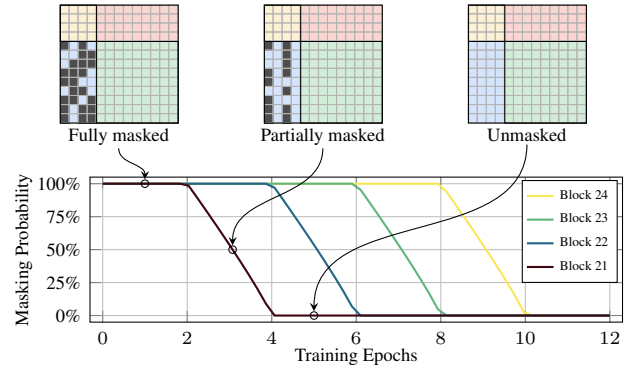 Fully masked Partially masked Unmasked
Masking Probability
100%
75%
50%
25%
0%
Block 24
Block 23
Block 22
Block 21
0 2 4 6 8 10 12
Training Epochs